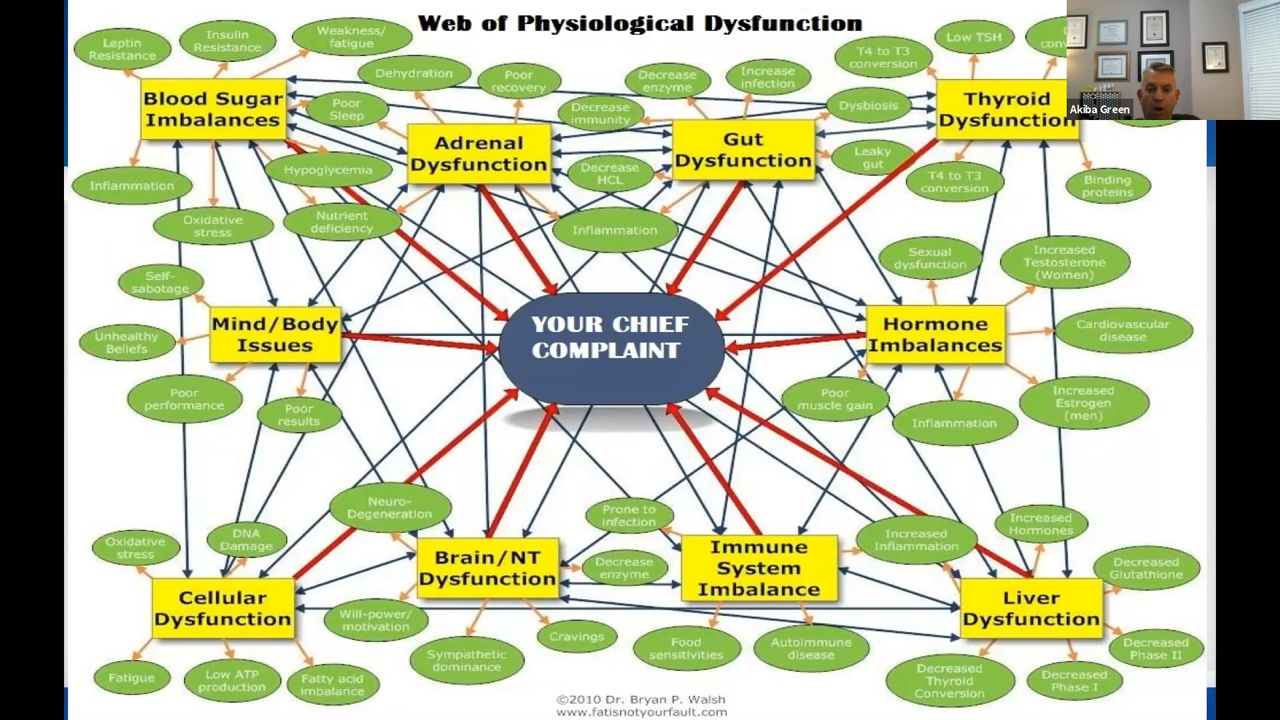 Web of Physiological Dysfunction
Leptin
Resistance
Insulin
Resistance
Weakness/
fatigue
Dehydration
Poor
recovery
Decrease
enzyme
Increase
infection
T4 to T3
conversion
Low TSH
Akiba Green
Blood Sugar
Imbalances
Poor
Sleep
Adrenal
Dysfunction
Decrease
immunity
Gut
Dysfunction
Dysbiosis
Thyroid
Dysfunction
Inflammation
Hypoglycemia
Decrease
HCL
Leaky
gut
T4 to T3
conversion
Binding
proteins
Oxidative
stress
Nutrient
deficiency
Inflammation
Self-
sabotage
Sexual
dysfunction
Increased
Testosterone
(Women)
Unhealthy
Beliefs
Mind/Body
Issues
YOUR CHIEF
COMPLAINT
Hormone
Imbalances
Cardiovascular
disease
Poor
performance
Poor
results
Poor
muscle gain
Inflammation
Increased
Estrogen
(men)
Oxidative
stress
DNA
Damage
Neuro-
Degeneration
Prone to
infection
Increased
Inflammation
Increased
Hormones
Cellular
Dysfunction
Brain/NT
Dysfunction
Decrease
enzyme
Immune
System
Imbalance
Liver
Dysfunction
Decreased
Glutathione
Will-power/
motivation
Cravings
Food
sensitivities
Autoimmune
disease
Decreased
Phase II
Fatigue
Low ATP
production
Fatty acid
imbalance
Sympathetic
dominance
Decreased
Thyroid
Conversion
Decreased
Phase I
©2010 Dr. Bryan P. Walsh
www.fatisnotyourfault.com